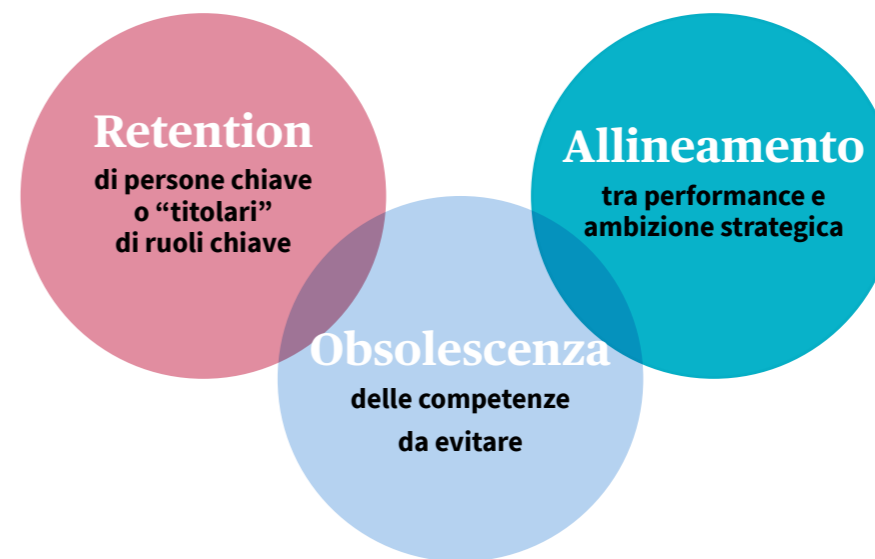 Retention
di persone chiave
o “titolari”
di ruoli chiave
Allineamento
tra performance e
ambizione strategica
Obsolescenza
delle competenze
da evitare